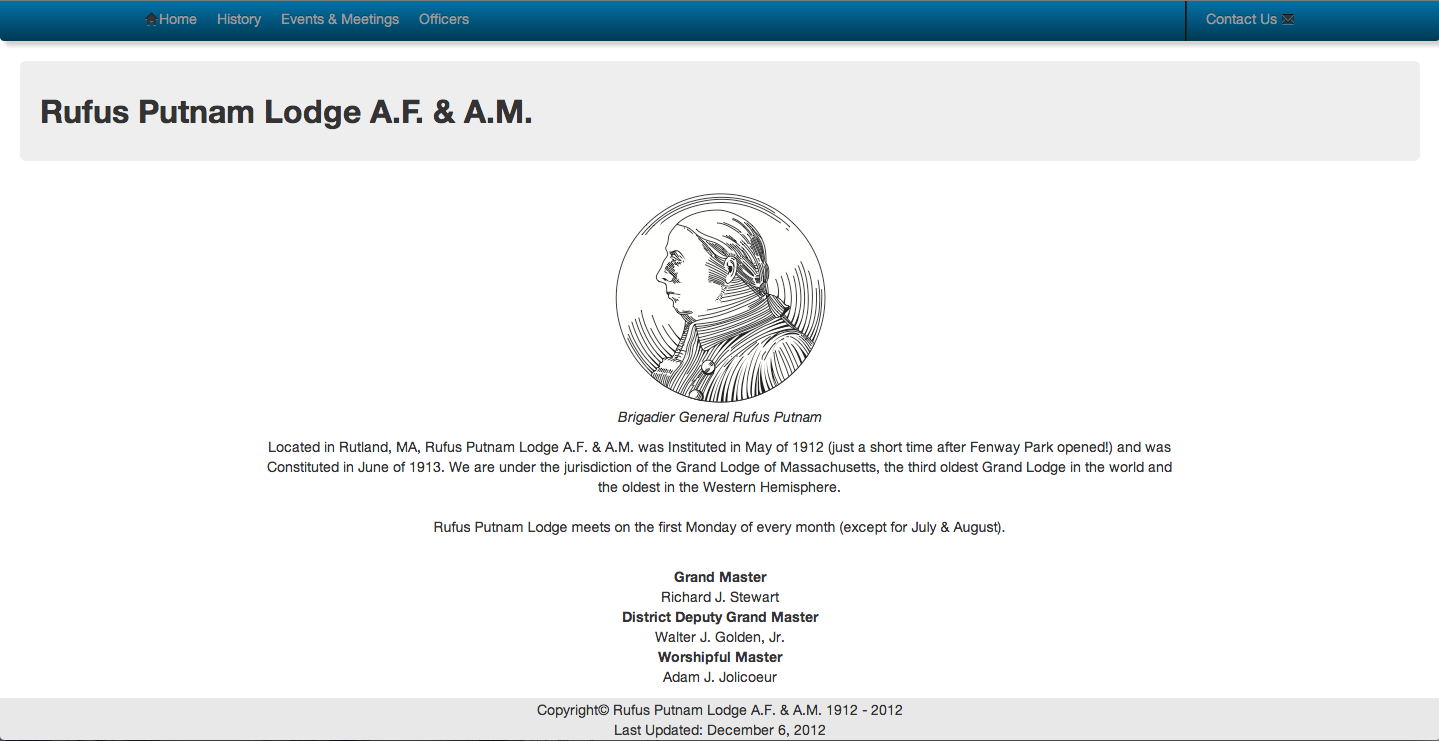 Home History Events & Meetings Officers Contact Us
Rufus Putnam Lodge A.F. & A.M.
Brigadier General Rufus Putnam
Located in Rutland, MA, Rufus Putnam Lodge A.F. & A.M. was Instituted in May of 1912 (just a short time after Fenway Park opened!) and was
Constituted in June of 1913. We are under the jurisdiction of the Grand Lodge of Massachusetts, the third oldest Grand Lodge in the world and
the oldest in the Western Hemisphere.
Rufus Putnam Lodge meets on the first Monday of every month (except for July & August).
Grand Master
Richard J. Stewart
District Deputy Grand Master
Walter J. Golden, Jr.
Worshipful Master
Adam J. Jolicoeur
Copyright© Rufus Putnam Lodge A.F. & A.M. 1912 - 2012
Last Updated: December 6, 2012